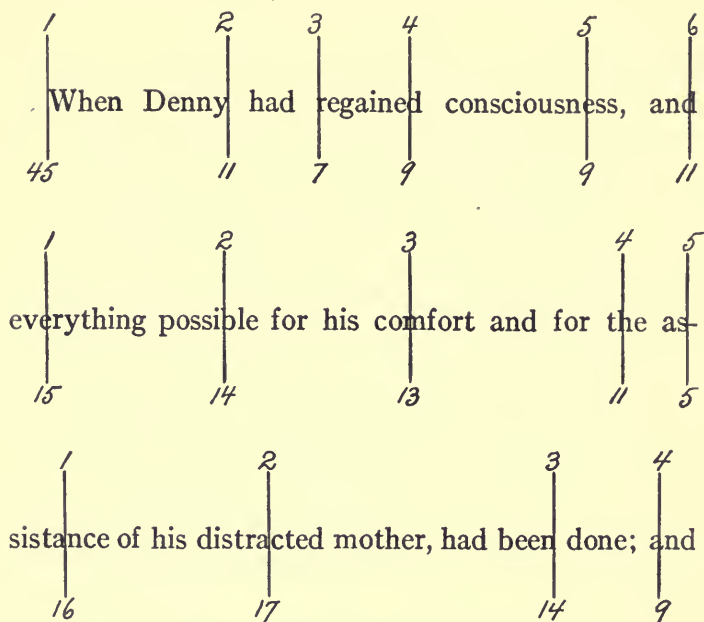 1 2 3 4 5 6
When Denny had regained consciousness, and
45 11 7 9 9 11
1 2 3 4 5
everything possible for his comfort and for the as-
15 14 13 11 5
1 2 3 4
sistance of his distracted mother, had been done; and
16 17 14 9